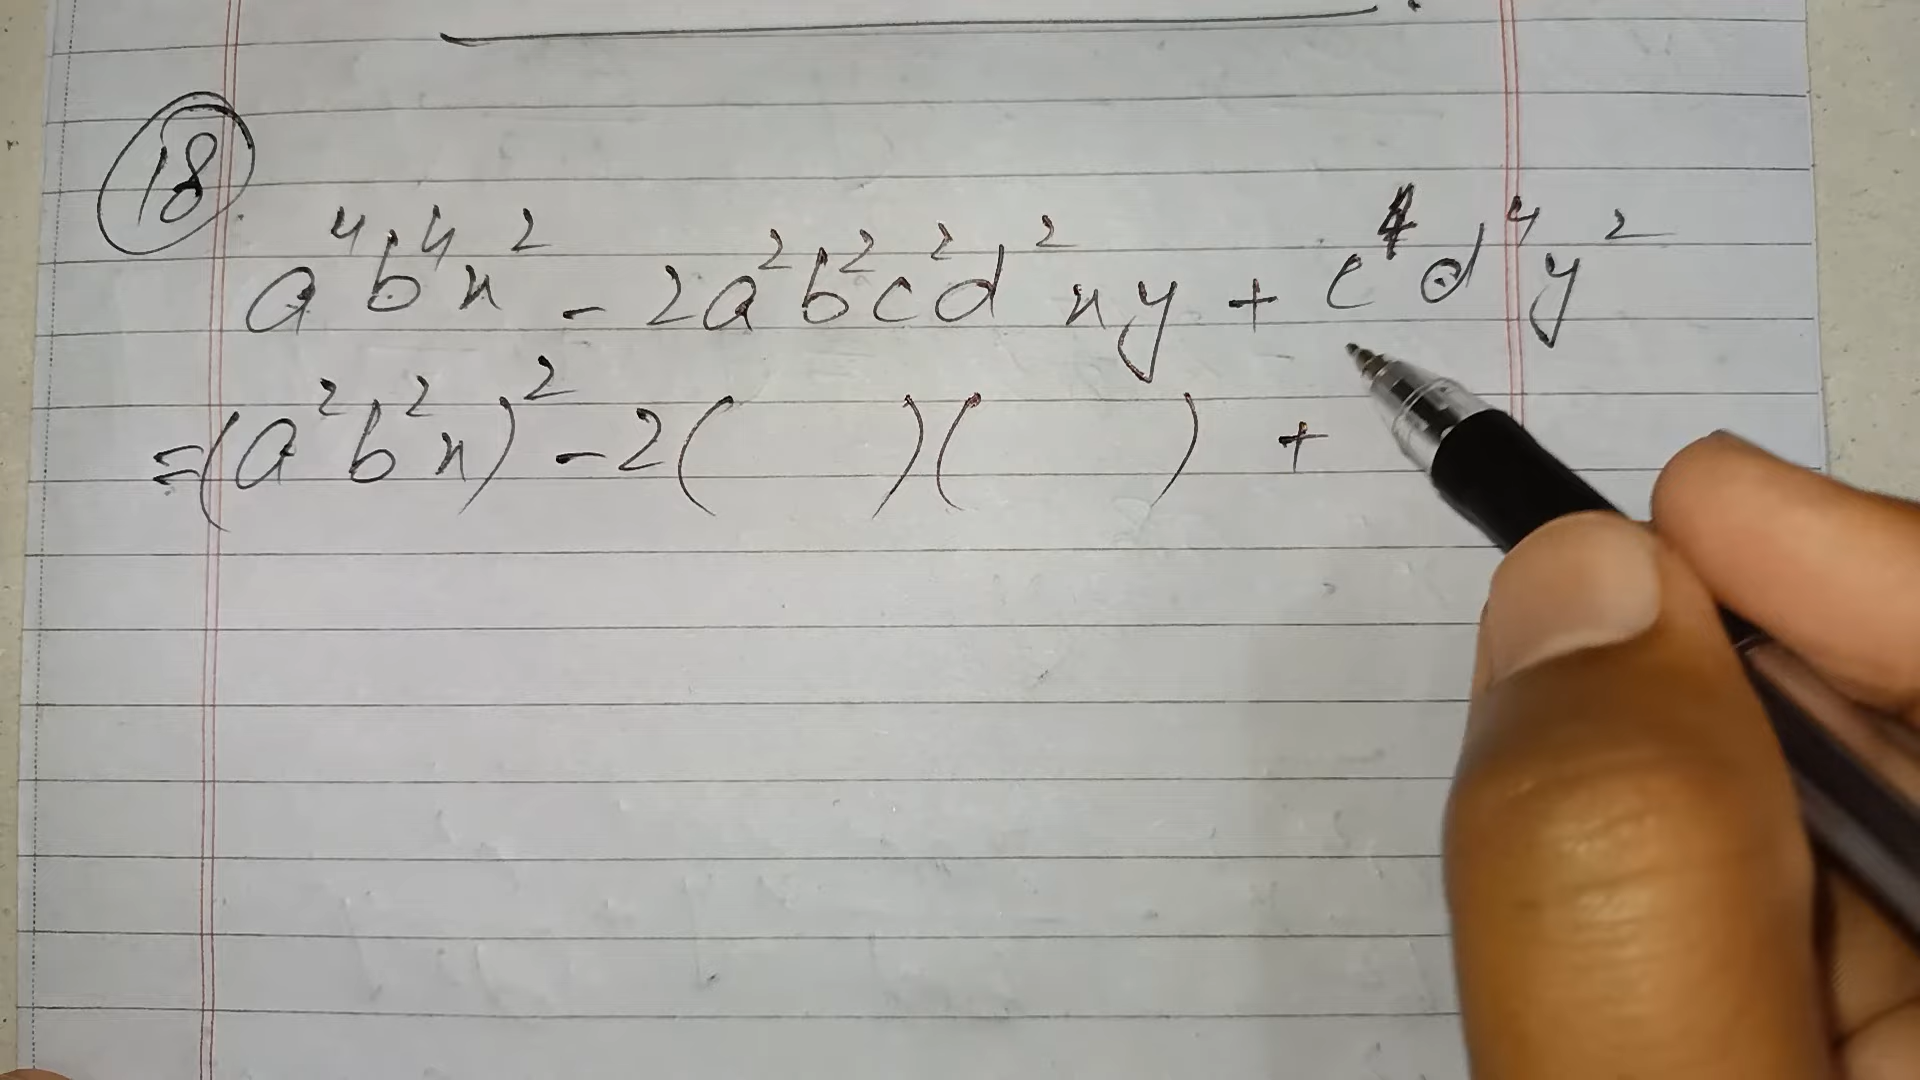 18
a⁴b⁴x² - 2a²b²c²d²xy + c⁴d⁴y²
=(a²b²x)² - 2( )( ) +